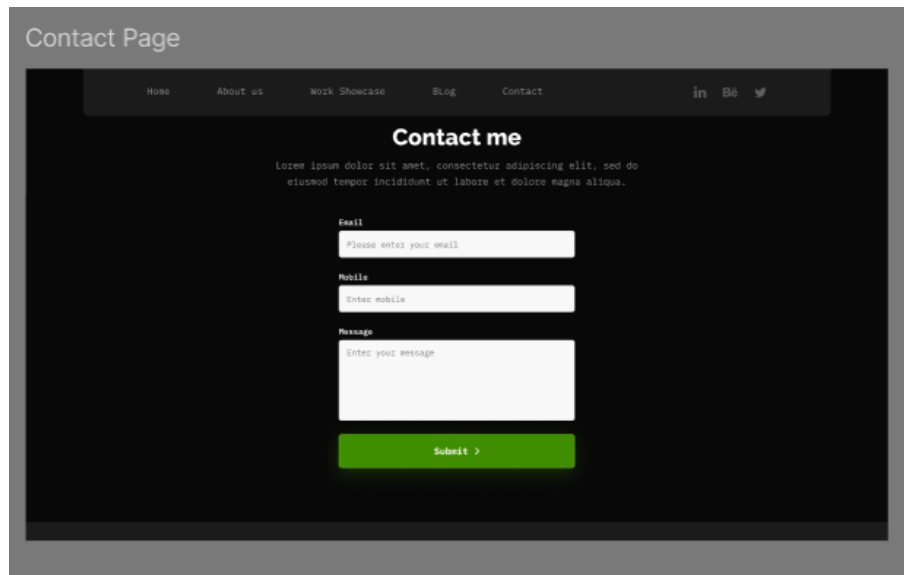 Contact Page
Home About us Work Showcase BLog Contact in Bē
Contact me
Lorem ipsum dolor sit amet, consectetur adipiscing elit, sed do
eiusmod tempor incididunt ut labore et dolore magna aliqua.
Email
Please enter your email
Mobile
Enter mobile
Message
Enter your message
Submit >